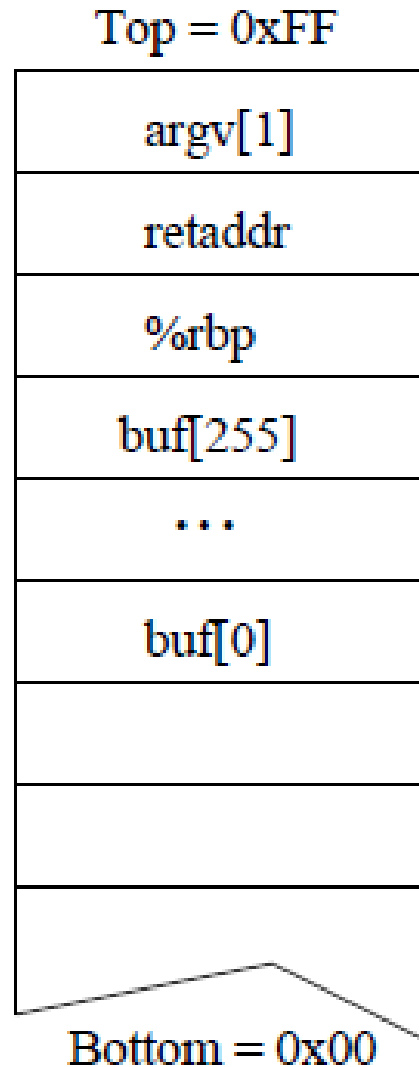 Top = 0xFF
argv[1]
retaddr
%rbp
buf[255]
...
buf[0]
Bottom = 0x00